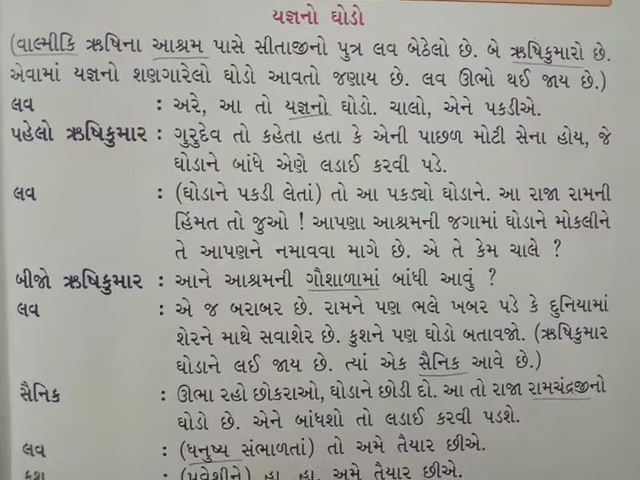 યજ્ઞનો ઘોડો
(વાલ્મીકિ ઋષિના આશ્રમ પાસે સીતાજીનો પુત્ર લવ બેઠેલો છે. બે ઋષિકુમારો છે.
એવામાં યજ્ઞનો શણગારેલો ઘોડો આવતો જણાય છે. લવ ઊભો થઈ જાય છે.)
લવ : અરે, આ તો યજ્ઞનો ઘોડો. ચાલો, એને પકડીએ.
પહેલો ઋષિકુમાર : ગુરુદેવ તો કહેતા હતા કે એની પાછળ મોટી સેના હોય, જે
ઘોડાને બાંધે એણે લડાઈ કરવી પડે.
લવ : (ઘોડાને પકડી લેતાં) તો આ પકડ્યો ઘોડાને. આ રાજા રામની
હિંમત તો જુઓ ! આપણા આશ્રમની જગામાં ઘોડાને મોકલીને
તે આપણને નમાવવા માગે છે. એ તે કેમ ચાલે ?
બીજો ઋષિકુમાર : આને આશ્રમની ગૌશાળામાં બાંધી આવું ?
લવ : એ જ બરાબર છે. રામને પણ ભલે ખબર પડે કે દુનિયામાં
શેરને માથે સવાશેર છે. કુશને પણ ઘોડો બતાવજો. (ઋષિકુમાર
ઘોડાને લઈ જાય છે. ત્યાં એક સૈનિક આવે છે.)
સૈનિક : ઊભા રહો છોકરાઓ, ઘોડાને છોડી દો. આ તો રાજા રામચંદ્રજીનો
ઘોડો છે. એને બાંધશો તો લડાઈ કરવી પડશે.
લવ : (ધનુષ્ય સંભાળતાં) તો અમે તૈયાર છીએ.
કુશ : (પ્રવેશીને) હા, હા, અમે તૈયાર છીએ.